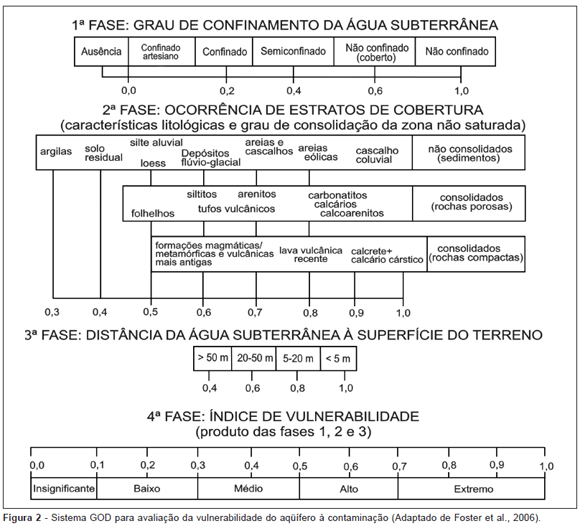 1ª FASE: GRAU DE CONFINAMENTO DA ÁGUA SUBTERRÂNEA
Ausência
Confinado artesiano
Confinado
Semiconfinado
Não confinado (coberto)
Não confinado
0,0 0,2 0,4 0,6 1,0
2ª FASE: OCORRÊNCIA DE ESTRATOS DE COBERTURA
(características litológicas e grau de consolidação da zona não saturada)
argilas
solo residual
silte aluvial
loess
Depósitos flúvio-glacial
areias e cascalhos
areias eólicas
cascalho coluvial
não consolidados (sedimentos)
folhelhos
siltitos
tufos vulcânicos
arenitos
carbonatitos
calcários
calcoarenitos
consolidados (rochas porosas)
formações magmáticas/
metamórficas e vulcânicas
mais antigas
lava vulcânica recente
calcrete+
calcário cárstico
consolidados (rochas compactas)
0,3 0,4 0,5 0,6 0,7 0,8 0,9 1,0
3ª FASE: DISTÂNCIA DA ÁGUA SUBTERRÂNEA À SUPERFÍCIE DO TERRENO
> 50 m 20-50 m 5-20 m < 5 m
0,4 0,6 0,8 1,0
4ª FASE: ÍNDICE DE VULNERABILIDADE
(produto das fases 1, 2 e 3)
0,0 0,1 0,2 0,3 0,4 0,5 0,6 0,7 0,8 0,9 1,0
Insignificante Baixo Médio Alto Extremo
Figura 2 - Sistema GOD para avaliação da vulnerabilidade do aqüífero à contaminação (Adaptado de Foster et al., 2006).